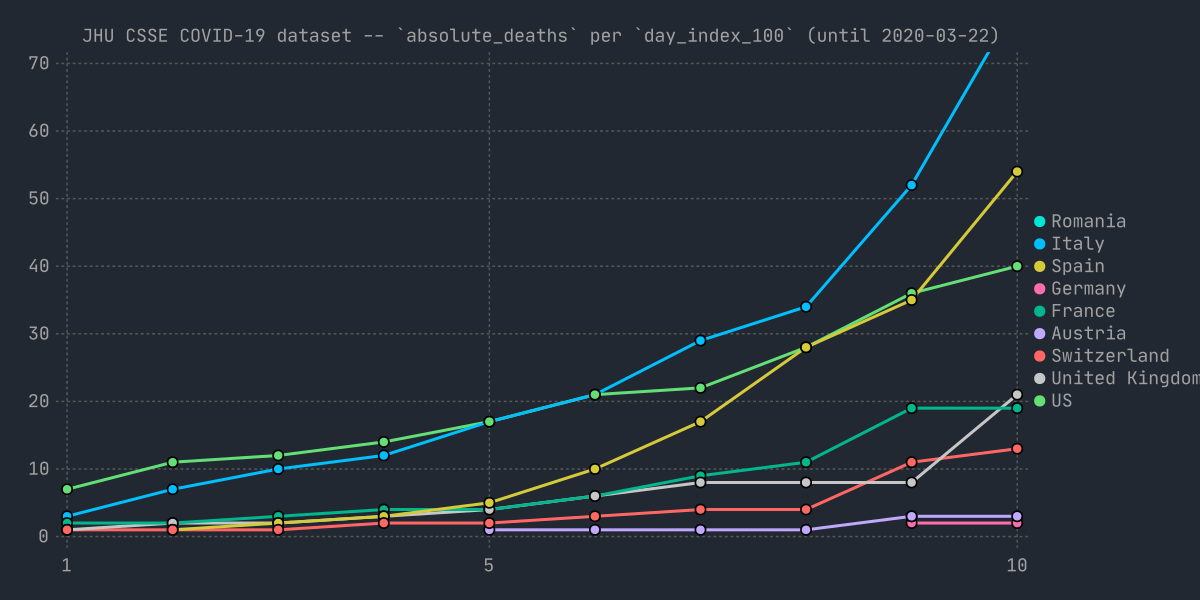 JHU CSSE COVID-19 dataset -- `absolute_deaths` per `day_index_100` (until 2020-03-22)
70
60
50
40
30
20
10
0
1 5 10
Romania
Italy
Spain
Germany
France
Austria
Switzerland
United Kingdom
US